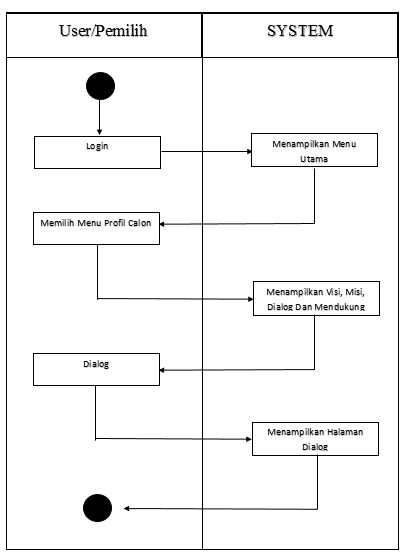 User/Pemilih
SYSTEM
Login
Menampilkan Menu
Utama
Memilih Menu Profil Calon
Menampilkan Visi, Misi,
Dialog Dan Mendukung
Dialog
Menampilkan Halaman
Dialog